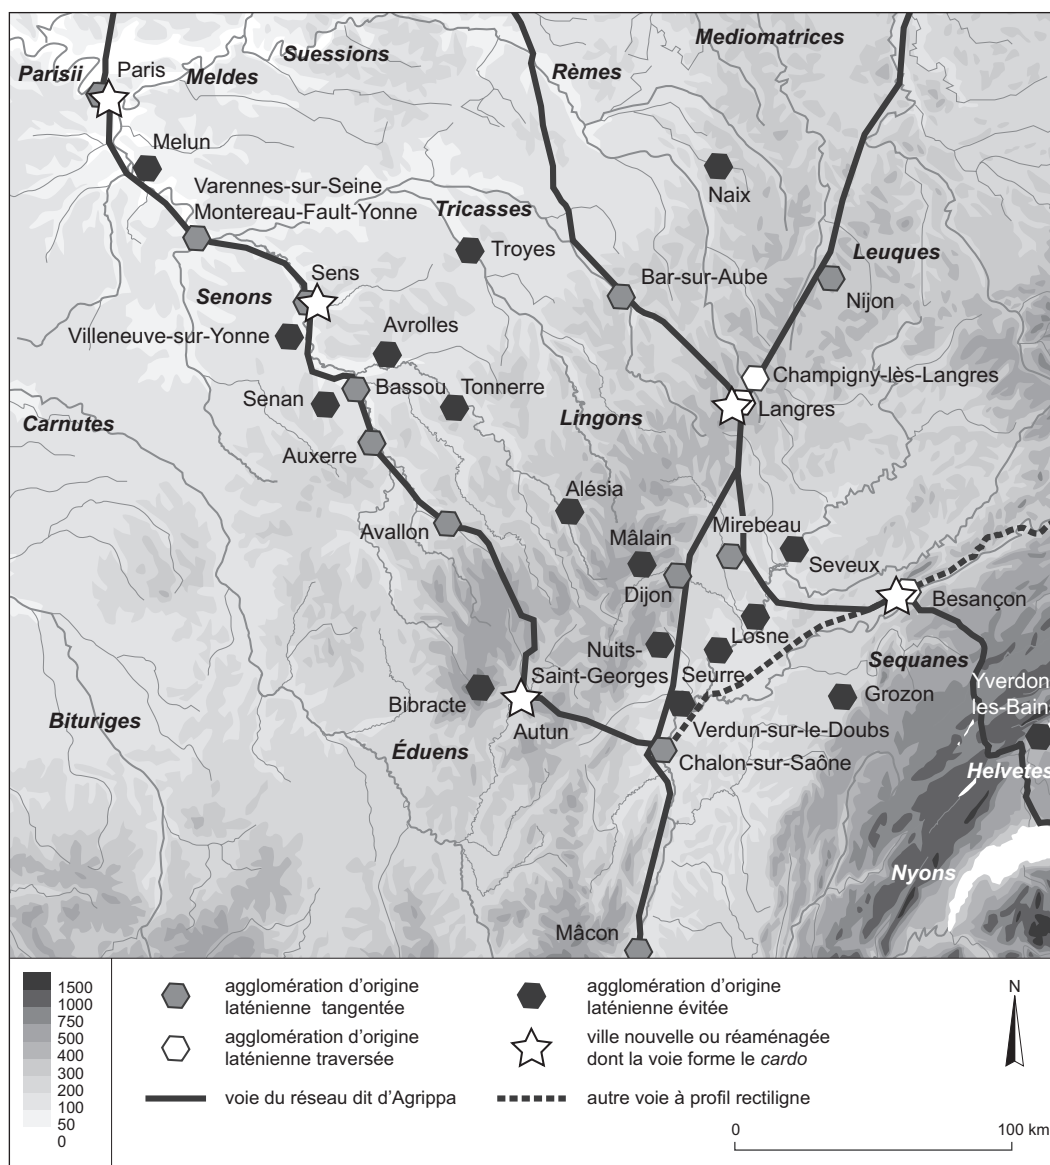 Parisii
Paris
Meldes
Suessions
Rèmes
Mediomatrices
Melun
Varennes-sur-Seine
Montereau-Fault-Yonne
Tricasses
Troyes
Naix
Leuques
Bar-sur-Aube
Nijon
Sens
Senons
Villeneuve-sur-Yonne
Avrolles
Bassou
Tonnerre
Senan
Champigny-lès-Langres
Langres
Lingons
Carnutes
Auxerre
Alésia
Avallon
Mâlain
Mirebeau
Seveux
Dijon
Besançon
Losne
Nuits-
Saint-Georges
Seurre
Sequanes
Yverdon-
les-Bains
Grozon
Bibracte
Autun
Bituriges
Éduens
Verdun-sur-le-Doubs
Chalon-sur-Saône
Helvetes
Nyons
Mâcon
1500
1000
750
500
400
300
200
100
50
0
agglomération d’origine
laténienne tangentée
agglomération d’origine
laténienne traversée
voie du réseau dit d’Agrippa
agglomération d’origine
laténienne évitée
ville nouvelle ou réaménagée
dont la voie forme le cardo
autre voie à profil rectiligne
N
0 100 km